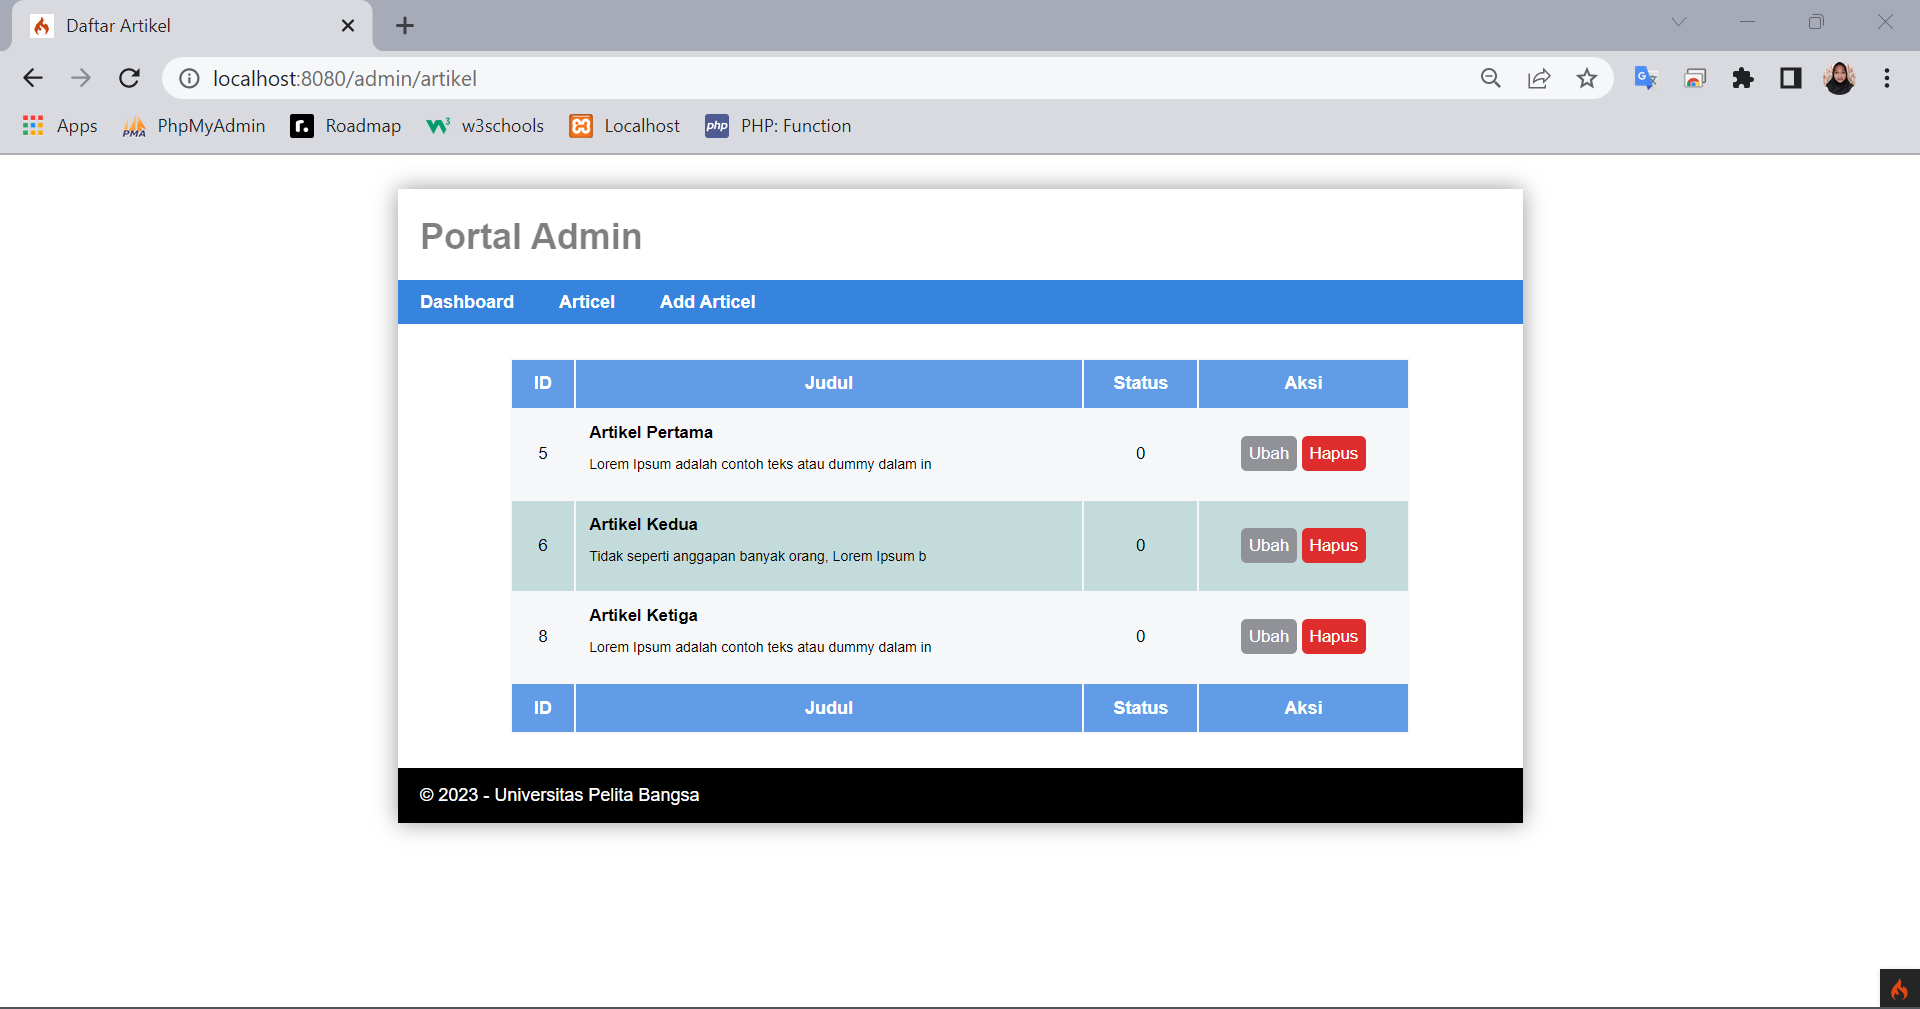 Daftar Artikel
localhost:8080/admin/artikel
Apps PMA PhpMyAdmin r. Roadmap w3schools Localhost php PHP: Function
Portal Admin
Dashboard Articel Add Articel
ID Judul Status Aksi
Artikel Pertama
5 0 Ubah Hapus
Lorem Ipsum adalah contoh teks atau dummy dalam in
Artikel Kedua
6 0 Ubah Hapus
Tidak seperti anggapan banyak orang, Lorem Ipsum b
Artikel Ketiga
8 0 Ubah Hapus
Lorem Ipsum adalah contoh teks atau dummy dalam in
ID Judul Status Aksi
© 2023 - Universitas Pelita Bangsa